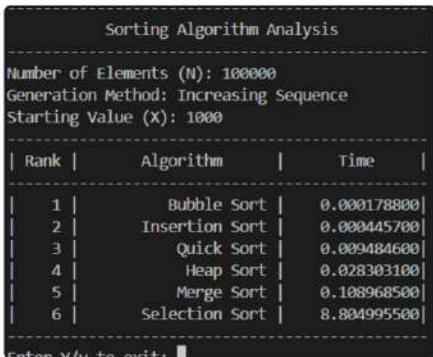 Sorting Algorithm Analysis
Number of Elements (N): 100000
Generation Method: Increasing Sequence
Starting Value (X): 1000
| Rank | Algorithm | Time |
| 1 | Bubble Sort | 0.000178800|
| 2 | Insertion Sort | 0.000445700|
| 3 | Quick Sort | 0.009484600|
| 4 | Heap Sort | 0.028303100|
| 5 | Merge Sort | 0.108968500|
| 6 | Selection Sort | 8.804995500|
Enter Y/y to exit: